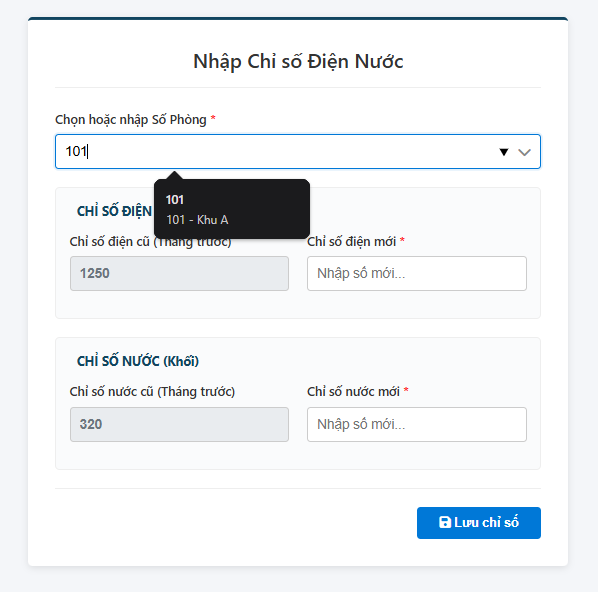 Nhập Chỉ số Điện Nước
Chọn hoặc nhập Số Phòng *
101
101
101 - Khu A
CHỈ SỐ ĐIỆN
Chỉ số điện cũ (Tháng trước)
Chỉ số điện mới *
1250
Nhập số mới...
CHỈ SỐ NƯỚC (Khối)
Chỉ số nước cũ (Tháng trước)
Chỉ số nước mới *
320
Nhập số mới...
Lưu chỉ số